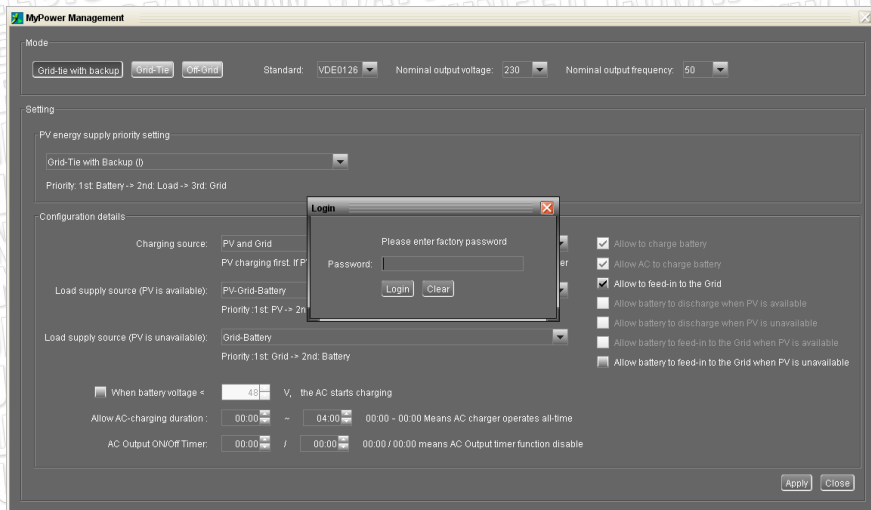 MyPower Management
Mode
Grid-tie with backup Grid-Tie Off-Grid Standard: VDE0126 Nominal output voltage: 230 Nominal output frequency: 50
Setting
PV energy supply priority setting
Grid-Tie with Backup (I)
Priority: 1st: Battery -> 2nd: Load -> 3rd: Grid
Configuration details
Login
Please enter factory password
Password:
Login Clear
Charging source: PV and Grid
PV charging first. If er
Load supply source (PV is available): PV-Grid-Battery
Priority :1st: PV->
Load supply source (PV is unavailable): Grid-Battery
Priority :1st: Grid -> 2nd: Battery
Allow to charge battery
Allow AC to charge battery
Allow to feed-in to the Grid
Allow battery to discharge when PV is available
Allow battery to discharge when PV is unavailable
Allow battery to feed-in to the Grid when PV is available
Allow battery to feed-in to the Grid when PV is unavailable
When battery voltage < 48 V, the AC starts charging
Allow AC-charging duration : 00:00 ~ 04:00 00:00 - 00:00 Means AC charger operates all-time
AC Output ON/Off Timer: 00:00 / 00:00 00:00 / 00:00 means AC Output timer function disable
Apply Close